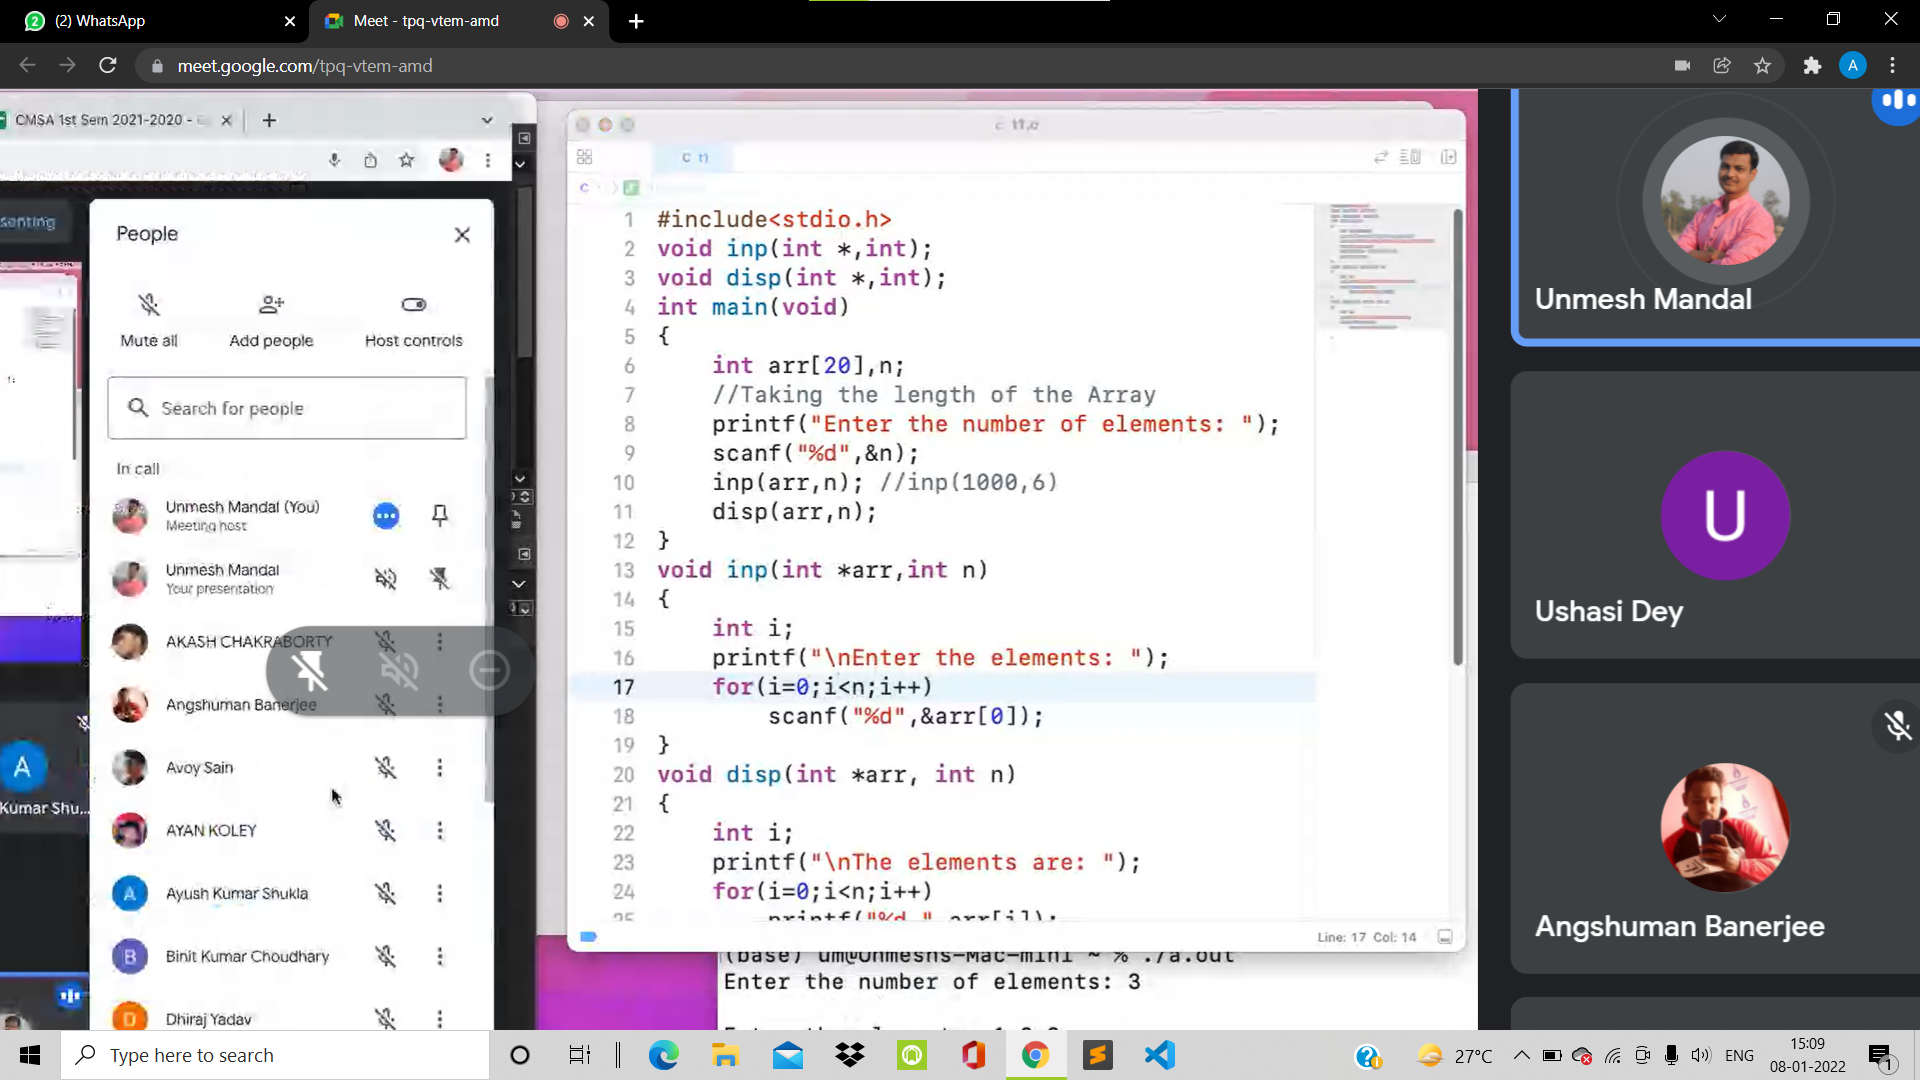 (2) WhatsApp
Meet - tpq-vtem-amd
meet.google.com/tpq-vtem-amd
A
CMSA 1st Sem 2021-2020 -
senting
People
Mute all
Add people
Host controls
Search for people
In call
Unmesh Mandal (You)
Meeting host
Unmesh Mandal
Your presentation
AKASH CHAKRABORTY
Angshuman Banerjee
Avoy Sain
AYAN KOLEY
A
Ayush Kumar Shukla
B
Binit Kumar Choudhary
D
Dhiraj Yadav
A
Kumar Shu...
t1.c
C t1
C
1 #include<stdio.h>
2 void inp(int *,int);
3 void disp(int *,int);
4 int main(void)
5 {
6 int arr[20],n;
7 //Taking the length of the Array
8 printf("Enter the number of elements: ");
9 scanf("%d",&n);
10 inp(arr,n); //inp(1000,6)
11 disp(arr,n);
12 }
13 void inp(int *arr,int n)
14 {
15 int i;
16 printf("\nEnter the elements: ");
17 for(i=0;i<n;i++)
18 scanf("%d",&arr[0]);
19 }
20 void disp(int *arr, int n)
21 {
22 int i;
23 printf("\nThe elements are: ");
24 for(i=0;i<n;i++)
25 printf("%d ",arr[i]);
Line: 17 Col: 14
(base) um@Unmeshs-Mac-mini ~ % ./a.out
Enter the number of elements: 3
Unmesh Mandal
U
Ushasi Dey
Angshuman Banerjee
Type here to search
27°C
ENG
15:09
08-01-2022
1